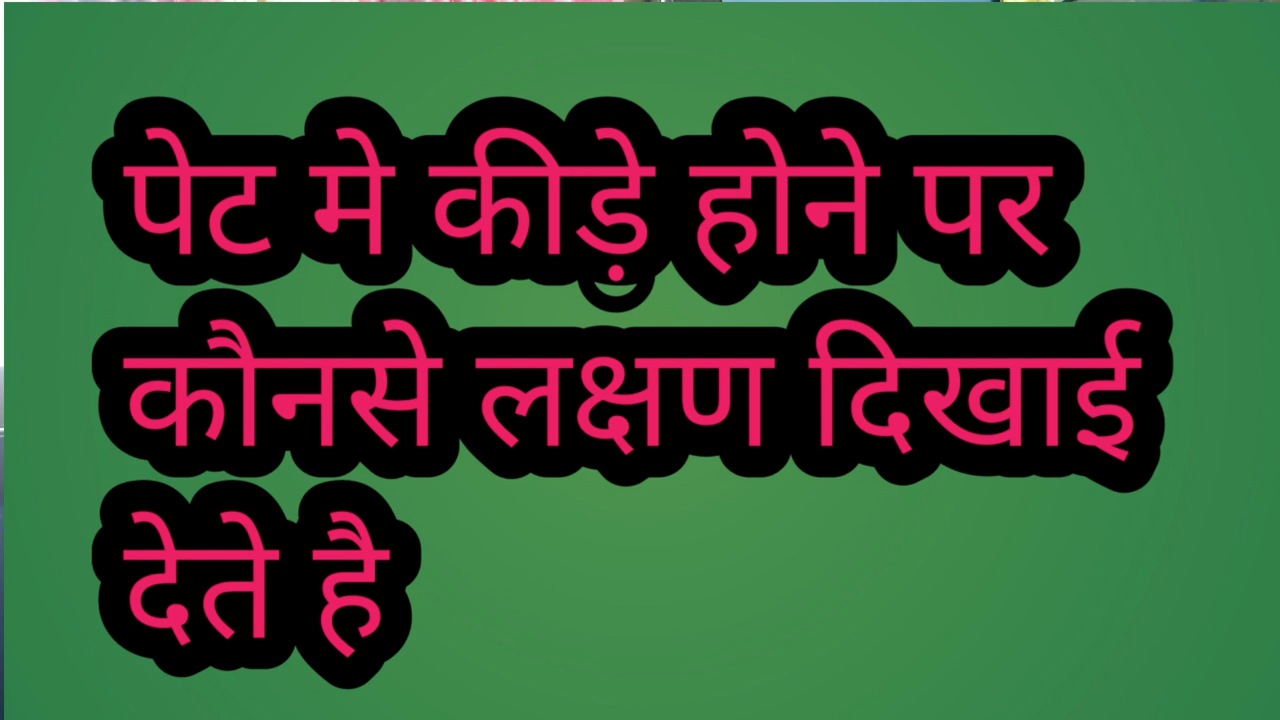 पेट मे कीड़े होने पर
कौनसे लक्षण दिखाई
देते है